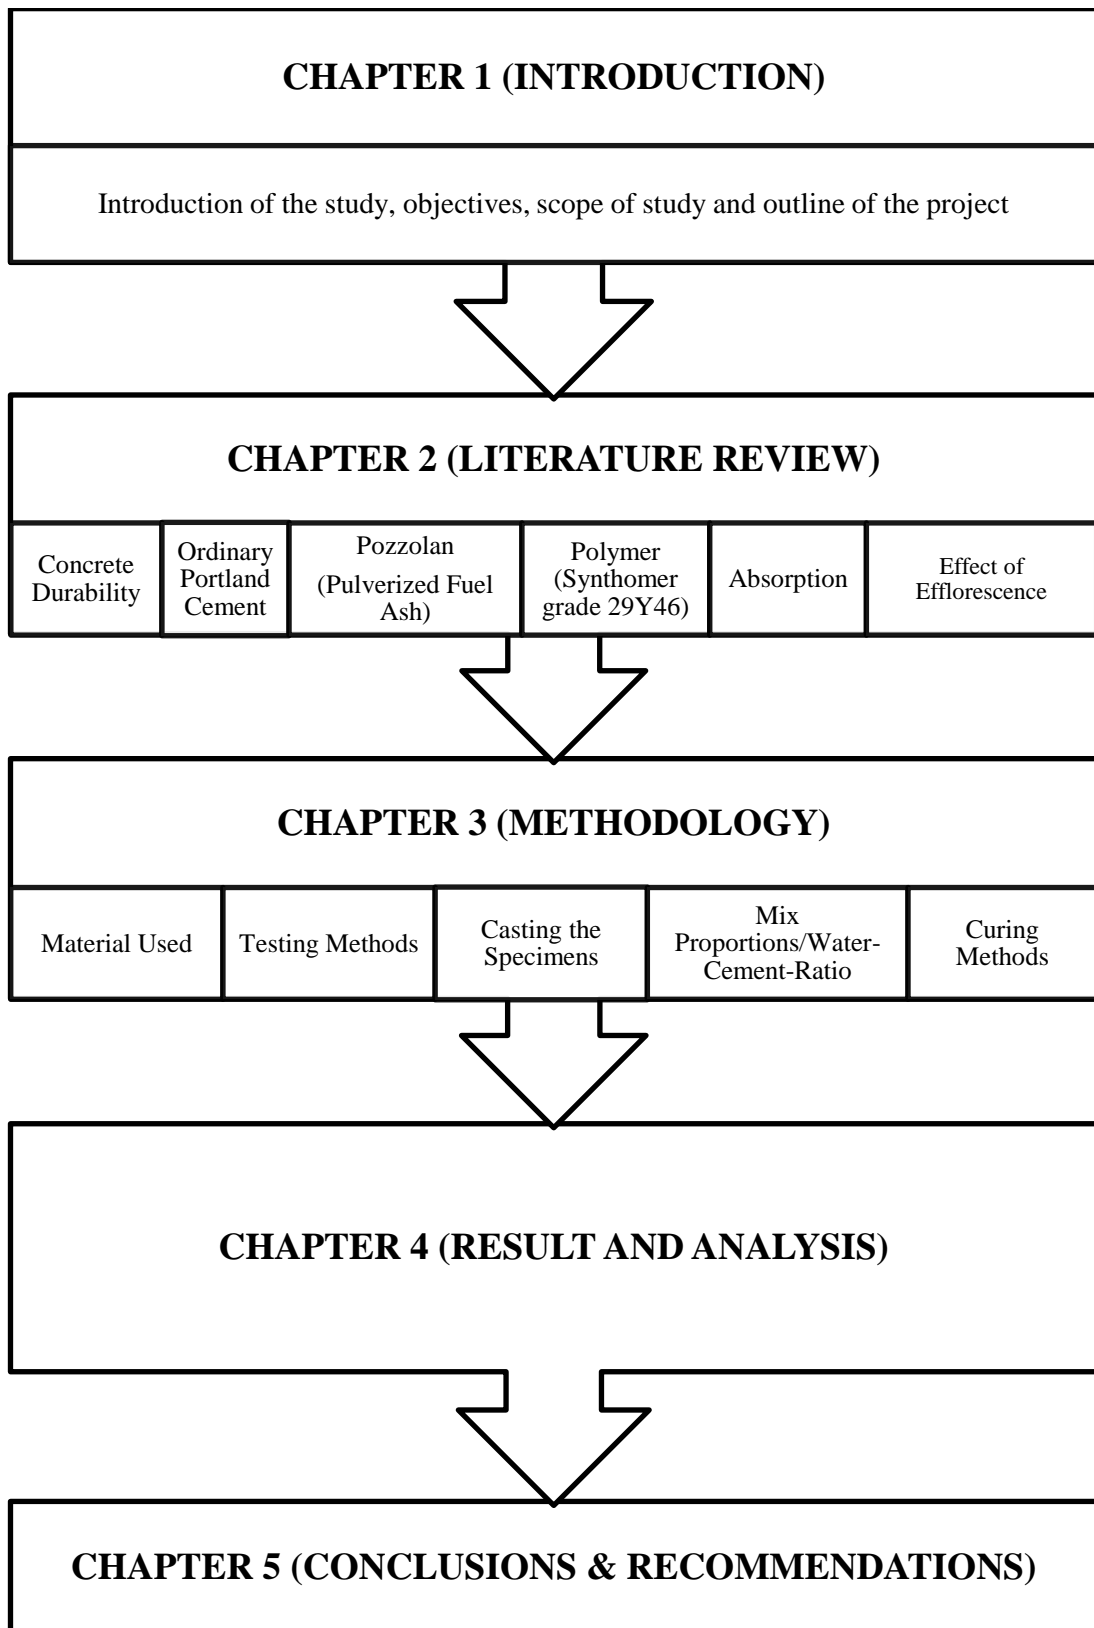 CHAPTER 1 (INTRODUCTION)
Introduction of the study, objectives, scope of study and outline of the project
CHAPTER 2 (LITERATURE REVIEW)
Concrete
Durability
Ordinary
Portland
Cement
Pozzolan
(Pulverized Fuel
Ash)
Polymer
(Synthomer
grade 29Y46)
Absorption
Effect of
Efflorescence
CHAPTER 3 (METHODOLOGY)
Material Used
Testing Methods
Casting the
Specimens
Mix
Proportions/Water-
Cement-Ratio
Curing
Methods
CHAPTER 4 (RESULT AND ANALYSIS)
CHAPTER 5 (CONCLUSIONS & RECOMMENDATIONS)